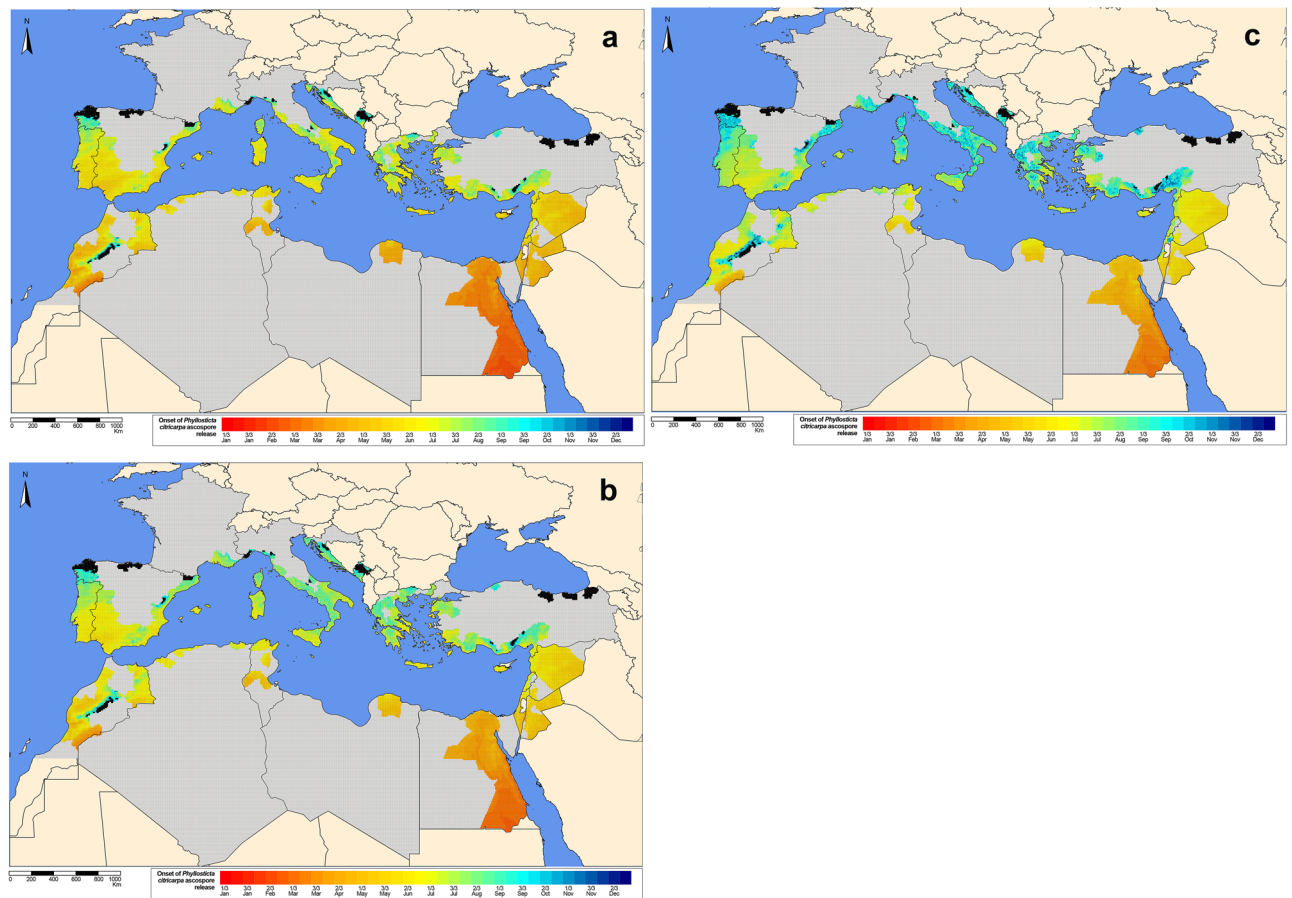 N
a
0 200 400 600 800 1000
Km
Onset of Phyllosticta
citricarpa ascospore
release
1/3 3/3 2/3 1/3 3/3 2/3 1/3 3/3 2/3 1/3 3/3 2/3 1/3 3/3 2/3 1/3 3/3 2/3
Jan Jan Feb Mar Mar Apr May May Jun Jul Jul Aug Sep Sep Oct Nov Nov Dec
N
c
0 200 400 600 800 1000
Km
Onset of Phyllosticta
citricarpa ascospore
release
1/3 3/3 2/3 1/3 3/3 2/3 1/3 3/3 2/3 1/3 3/3 2/3 1/3 3/3 2/3 1/3 3/3 2/3
Jan Jan Feb Mar Mar Apr May May Jun Jul Jul Aug Sep Sep Oct Nov Nov Dec
N
b
0 200 400 600 800 1000
Km
Onset of Phyllosticta
citricarpa ascospore
release
1/3 3/3 2/3 1/3 3/3 2/3 1/3 3/3 2/3 1/3 3/3 2/3 1/3 3/3 2/3 1/3 3/3 2/3
Jan Jan Feb Mar Mar Apr May May Jun Jul Jul Aug Sep Sep Oct Nov Nov Dec